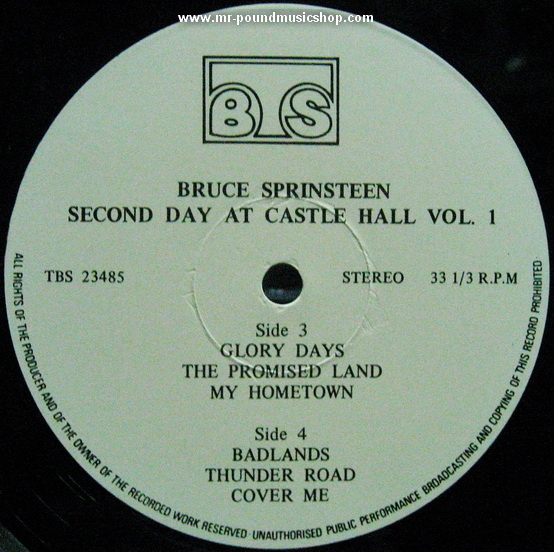 www.mr-poundmusicshop.com
BTS
BRUCE SPRINSTEEN
SECOND DAY AT CASTLE HALL VOL. 1
TBS 23485
STEREO 33 1/3 R.P.M
Side 3
GLORY DAYS
THE PROMISED LAND
MY HOMETOWN
Side 4
BADLANDS
THUNDER ROAD
COVER ME
ALL RIGHTS OF THE PRODUCER AND OF THE OWNER OF THE RECORDED WORK RESERVED · UNAUTHORISED PUBLIC PERFORMANCE BROADCASTING AND COPYING OF THIS RECORD PROHIBITED·